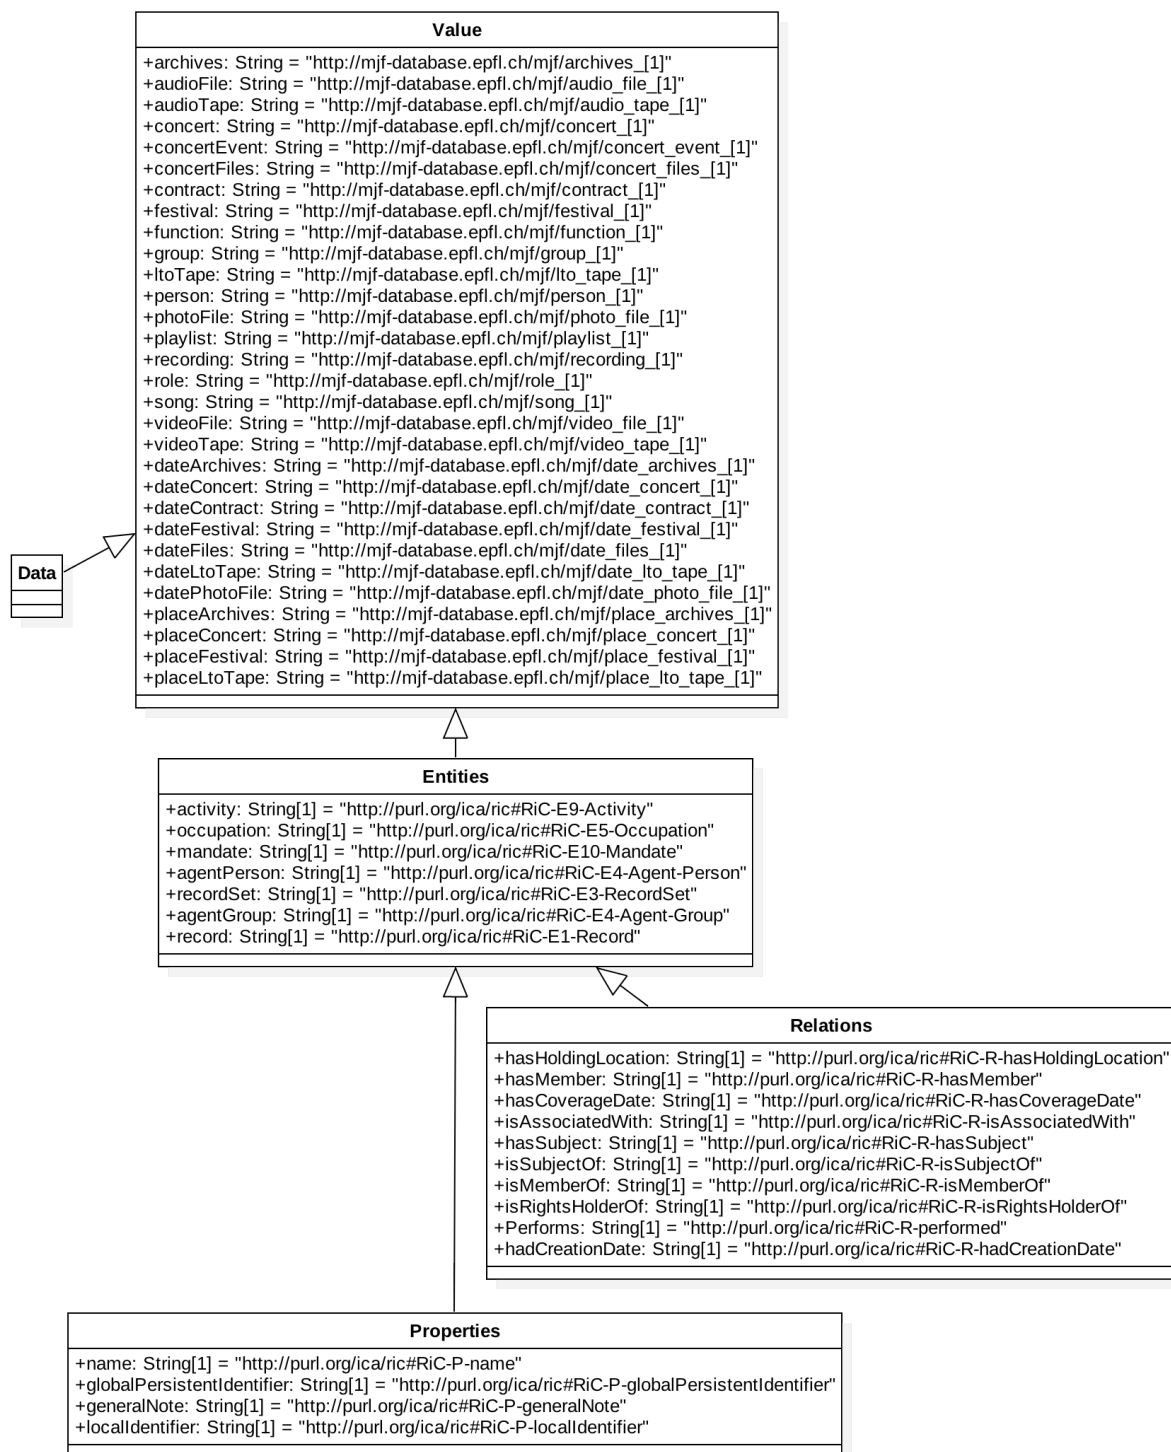 Value
+archives: String = "http://mjf-database.epfl.ch/mjf/archives_[1]"
+audioFile: String = "http://mjf-database.epfl.ch/mjf/audio_file_[1]"
+audioTape: String = "http://mjf-database.epfl.ch/mjf/audio_tape_[1]"
+concert: String = "http://mjf-database.epfl.ch/mjf/concert_[1]"
+concertEvent: String = "http://mjf-database.epfl.ch/mjf/concert_event_[1]"
+concertFiles: String = "http://mjf-database.epfl.ch/mjf/concert_files_[1]"
+contract: String = "http://mjf-database.epfl.ch/mjf/contract_[1]"
+festival: String = "http://mjf-database.epfl.ch/mjf/festival_[1]"
+function: String = "http://mjf-database.epfl.ch/mjf/function_[1]"
+group: String = "http://mjf-database.epfl.ch/mjf/group_[1]"
+ltoTape: String = "http://mjf-database.epfl.ch/mjf/lto_tape_[1]"
+person: String = "http://mjf-database.epfl.ch/mjf/person_[1]"
+photoFile: String = "http://mjf-database.epfl.ch/mjf/photo_file_[1]"
+playlist: String = "http://mjf-database.epfl.ch/mjf/playlist_[1]"
+recording: String = "http://mjf-database.epfl.ch/mjf/recording_[1]"
+role: String = "http://mjf-database.epfl.ch/mjf/role_[1]"
+song: String = "http://mjf-database.epfl.ch/mjf/song_[1]"
+videoFile: String = "http://mjf-database.epfl.ch/mjf/video_file_[1]"
+videoTape: String = "http://mjf-database.epfl.ch/mjf/video_tape_[1]"
+dateArchives: String = "http://mjf-database.epfl.ch/mjf/date_archives_[1]"
+dateConcert: String = "http://mjf-database.epfl.ch/mjf/date_concert_[1]"
+dateContract: String = "http://mjf-database.epfl.ch/mjf/date_contract_[1]"
+dateFestival: String = "http://mjf-database.epfl.ch/mjf/date_festival_[1]"
+dateFiles: String = "http://mjf-database.epfl.ch/mjf/date_files_[1]"
+dateLtoTape: String = "http://mjf-database.epfl.ch/mjf/date_lto_tape_[1]"
+datePhotoFile: String = "http://mjf-database.epfl.ch/mjf/date_photo_file_[1]"
+placeArchives: String = "http://mjf-database.epfl.ch/mjf/place_archives_[1]"
+placeConcert: String = "http://mjf-database.epfl.ch/mjf/place_concert_[1]"
+placeFestival: String = "http://mjf-database.epfl.ch/mjf/place_festival_[1]"
+placeLtoTape: String = "http://mjf-database.epfl.ch/mjf/place_lto_tape_[1]"
Data
Entities
+activity: String[1] = "http://purl.org/ica/ric#RiC-E9-Activity"
+occupation: String[1] = "http://purl.org/ica/ric#RiC-E5-Occupation"
+mandate: String[1] = "http://purl.org/ica/ric#RiC-E10-Mandate"
+agentPerson: String[1] = "http://purl.org/ica/ric#RiC-E4-Agent-Person"
+recordSet: String[1] = "http://purl.org/ica/ric#RiC-E3-RecordSet"
+agentGroup: String[1] = "http://purl.org/ica/ric#RiC-E4-Agent-Group"
+record: String[1] = "http://purl.org/ica/ric#RiC-E1-Record"
Relations
+hasHoldingLocation: String[1] = "http://purl.org/ica/ric#RiC-R-hasHoldingLocation"
+hasMember: String[1] = "http://purl.org/ica/ric#RiC-R-hasMember"
+hasCoverageDate: String[1] = "http://purl.org/ica/ric#RiC-R-hasCoverageDate"
+isAssociatedWith: String[1] = "http://purl.org/ica/ric#RiC-R-isAssociatedWith"
+hasSubject: String[1] = "http://purl.org/ica/ric#RiC-R-hasSubject"
+isSubjectOf: String[1] = "http://purl.org/ica/ric#RiC-R-isSubjectOf"
+isMemberOf: String[1] = "http://purl.org/ica/ric#RiC-R-isMemberOf"
+isRightsHolderOf: String[1] = "http://purl.org/ica/ric#RiC-R-isRightsHolderOf"
+Performs: String[1] = "http://purl.org/ica/ric#RiC-R-performed"
+hadCreationDate: String[1] = "http://purl.org/ica/ric#RiC-R-hadCreationDate"
Properties
+name: String[1] = "http://purl.org/ica/ric#RiC-P-name"
+globalPersistentIdentifier: String[1] = "http://purl.org/ica/ric#RiC-P-globalPersistentIdentifier"
+generalNote: String[1] = "http://purl.org/ica/ric#RiC-P-generalNote"
+localIdentifier: String[1] = "http://purl.org/ica/ric#RiC-P-localIdentifier"